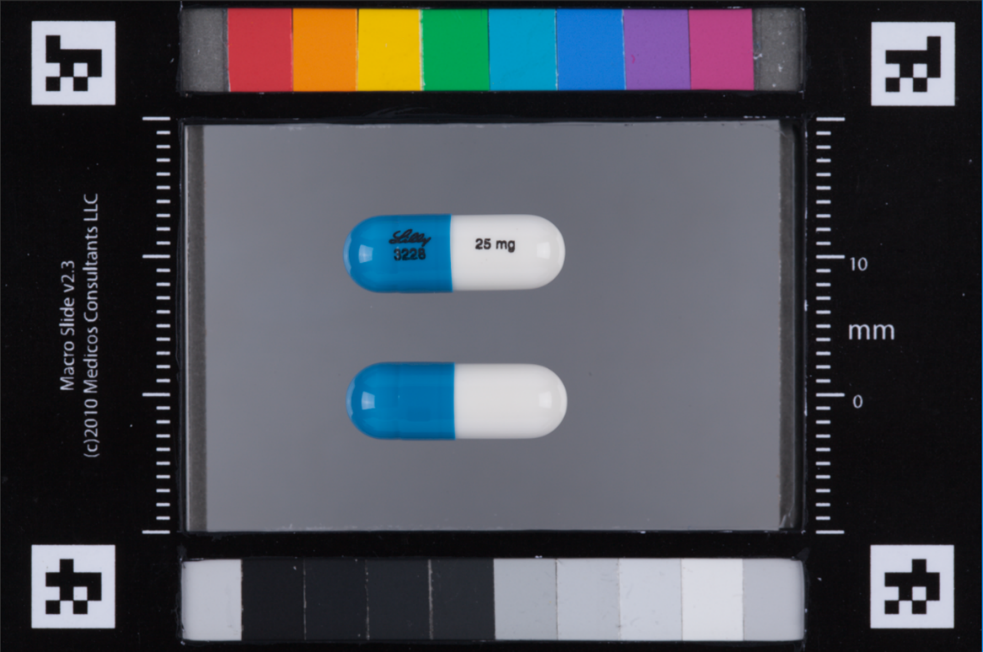 Lilly
3228
25 mg
10
mm
0
Macro Slide v2.3
(c)2010 Medicos Consultants LLC